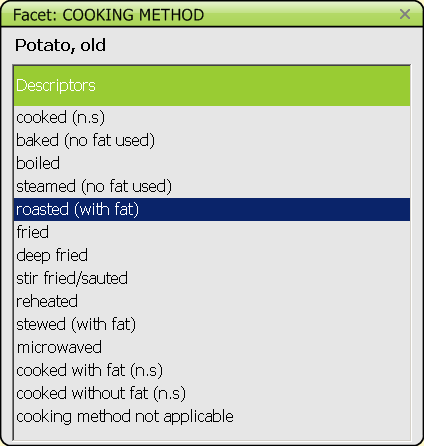 Facet: COOKING METHOD
Potato, old
Descriptors
cooked (n.s)
baked (no fat used)
boiled
steamed (no fat used)
roasted (with fat)
fried
deep fried
stir fried/sauted
reheated
stewed (with fat)
microwaved
cooked with fat (n.s)
cooked without fat (n.s)
cooking method not applicable